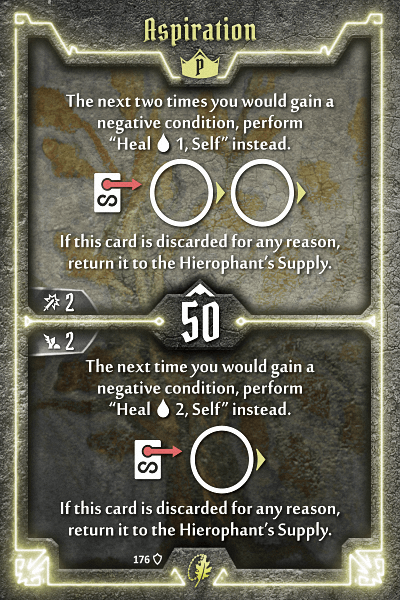 Aspiration
P
The next two times you would gain a
negative condition, perform
“Heal 1, Self” instead.
S
If this card is discarded for any reason,
return it to the Hierophant’s Supply.
2
50
2
The next time you would gain a
negative condition, perform
“Heal 2, Self” instead.
S
If this card is discarded for any reason,
return it to the Hierophant’s Supply.
176